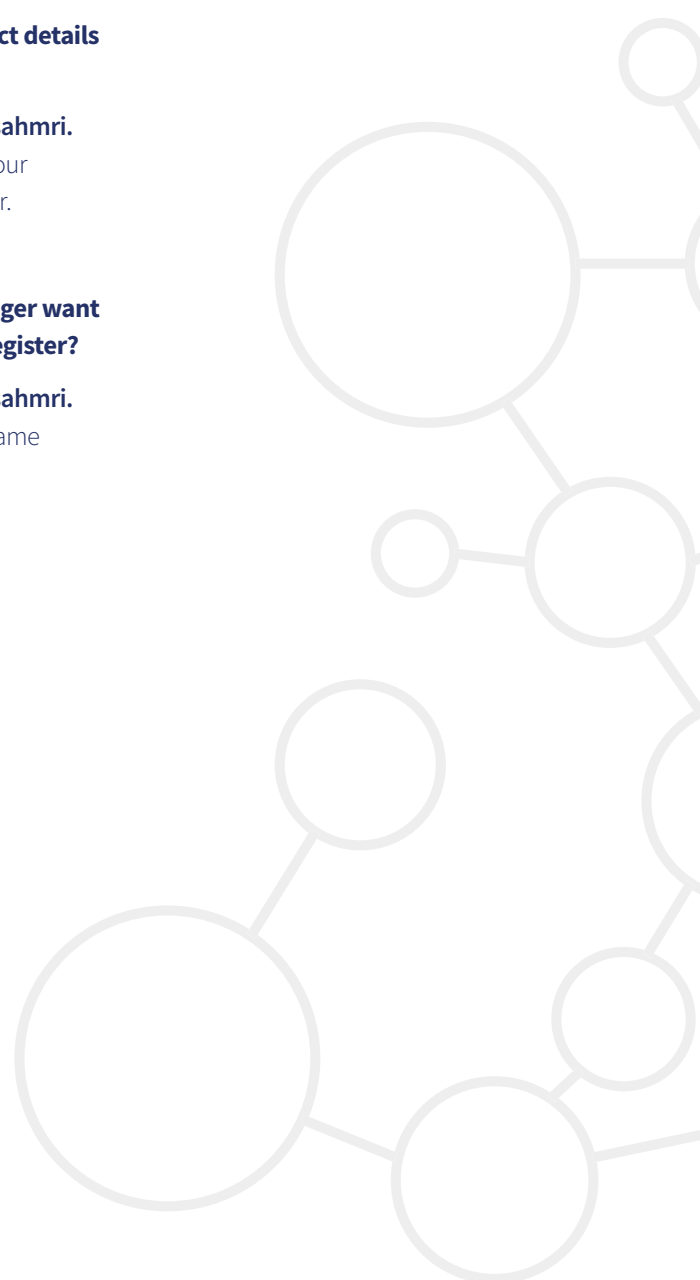 ct details
ahmri.
our
r.
ger want
egister?
ahmri.
ame